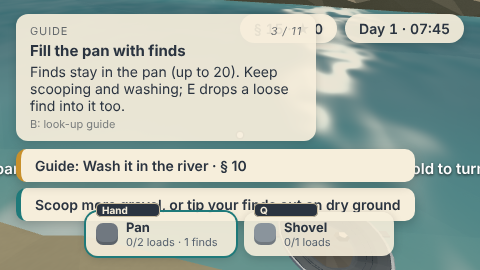 GUIDE
3 / 11
Day 1 · 07:45
Fill the pan with finds
Finds stay in the pan (up to 20). Keep
scooping and washing; E drops a loose
find into it too.
B: look-up guide
Guide: Wash it in the river · § 10
Scoop more gravel, or tip your finds out on dry ground
Hand
Pan
0/2 loads · 1 finds
Q
Shovel
0/1 loads